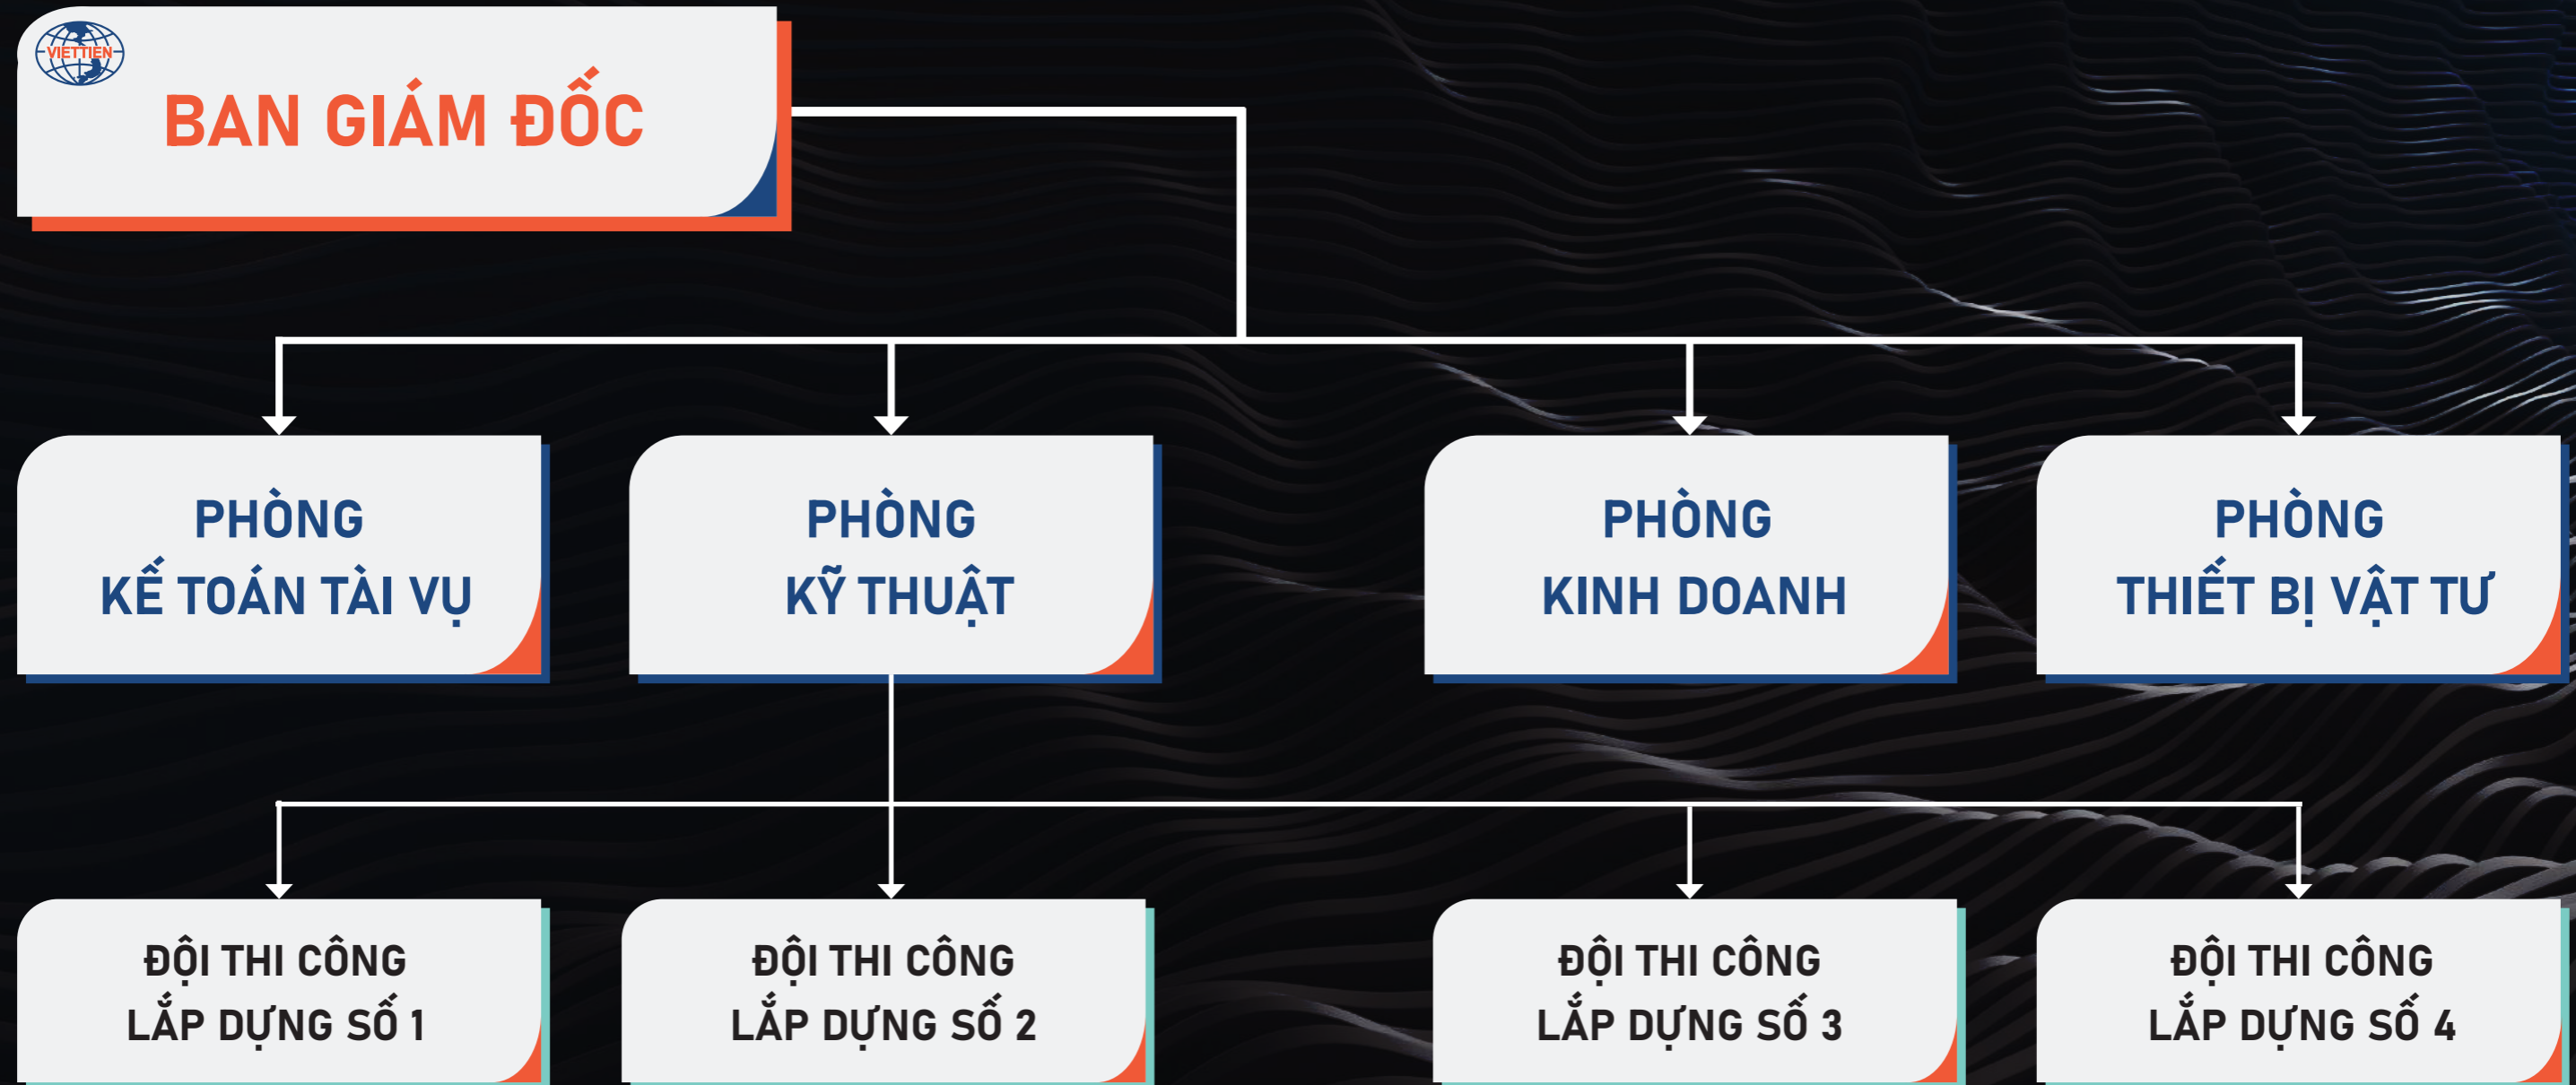 VIETTIEN
BAN GIÁM ĐỐC
PHÒNG
KẾ TOÁN TÀI VỤ
PHÒNG
KỸ THUẬT
PHÒNG
KINH DOANH
PHÒNG
THIẾT BỊ VẬT TƯ
ĐỘI THI CÔNG
LẮP DỰNG SỐ 1
ĐỘI THI CÔNG
LẮP DỰNG SỐ 2
ĐỘI THI CÔNG
LẮP DỰNG SỐ 3
ĐỘI THI CÔNG
LẮP DỰNG SỐ 4